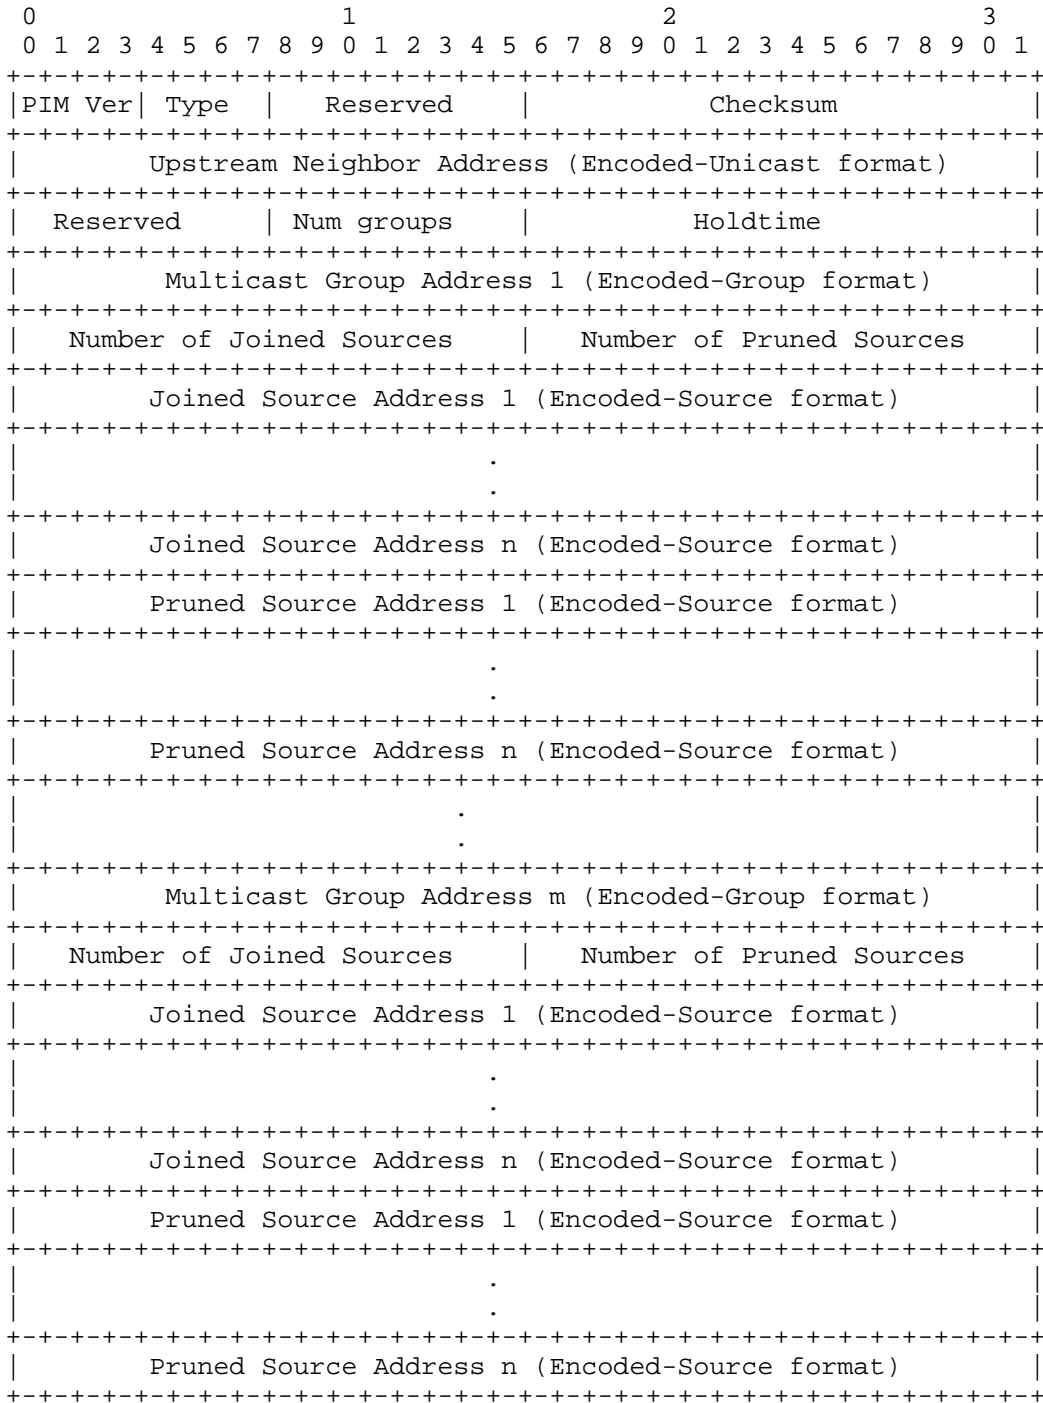 0                   1                   2                   3
 0 1 2 3 4 5 6 7 8 9 0 1 2 3 4 5 6 7 8 9 0 1 2 3 4 5 6 7 8 9 0 1
+-+-+-+-+-+-+-+-+-+-+-+-+-+-+-+-+-+-+-+-+-+-+-+-+-+-+-+-+-+-+-+-+
|PIM Ver| Type  |   Reserved    |           Checksum            |
+-+-+-+-+-+-+-+-+-+-+-+-+-+-+-+-+-+-+-+-+-+-+-+-+-+-+-+-+-+-+-+-+
|        Upstream Neighbor Address (Encoded-Unicast format)     |
+-+-+-+-+-+-+-+-+-+-+-+-+-+-+-+-+-+-+-+-+-+-+-+-+-+-+-+-+-+-+-+-+
|  Reserved     | Num groups    |          Holdtime             |
+-+-+-+-+-+-+-+-+-+-+-+-+-+-+-+-+-+-+-+-+-+-+-+-+-+-+-+-+-+-+-+-+
|         Multicast Group Address 1 (Encoded-Group format)      |
+-+-+-+-+-+-+-+-+-+-+-+-+-+-+-+-+-+-+-+-+-+-+-+-+-+-+-+-+-+-+-+-+
|   Number of Joined Sources    |   Number of Pruned Sources    |
+-+-+-+-+-+-+-+-+-+-+-+-+-+-+-+-+-+-+-+-+-+-+-+-+-+-+-+-+-+-+-+-+
|        Joined Source Address 1 (Encoded-Source format)        |
+-+-+-+-+-+-+-+-+-+-+-+-+-+-+-+-+-+-+-+-+-+-+-+-+-+-+-+-+-+-+-+-+
|                             .                                 |
|                             .                                 |
+-+-+-+-+-+-+-+-+-+-+-+-+-+-+-+-+-+-+-+-+-+-+-+-+-+-+-+-+-+-+-+-+
|        Joined Source Address n (Encoded-Source format)        |
+-+-+-+-+-+-+-+-+-+-+-+-+-+-+-+-+-+-+-+-+-+-+-+-+-+-+-+-+-+-+-+-+
|        Pruned Source Address 1 (Encoded-Source format)        |
+-+-+-+-+-+-+-+-+-+-+-+-+-+-+-+-+-+-+-+-+-+-+-+-+-+-+-+-+-+-+-+-+
|                             .                                 |
|                             .                                 |
+-+-+-+-+-+-+-+-+-+-+-+-+-+-+-+-+-+-+-+-+-+-+-+-+-+-+-+-+-+-+-+-+
|        Pruned Source Address n (Encoded-Source format)        |
+-+-+-+-+-+-+-+-+-+-+-+-+-+-+-+-+-+-+-+-+-+-+-+-+-+-+-+-+-+-+-+-+
|                           .                                   |
|                           .                                   |
+-+-+-+-+-+-+-+-+-+-+-+-+-+-+-+-+-+-+-+-+-+-+-+-+-+-+-+-+-+-+-+-+
|         Multicast Group Address m (Encoded-Group format)      |
+-+-+-+-+-+-+-+-+-+-+-+-+-+-+-+-+-+-+-+-+-+-+-+-+-+-+-+-+-+-+-+-+
|   Number of Joined Sources    |   Number of Pruned Sources    |
+-+-+-+-+-+-+-+-+-+-+-+-+-+-+-+-+-+-+-+-+-+-+-+-+-+-+-+-+-+-+-+-+
|        Joined Source Address 1 (Encoded-Source format)        |
+-+-+-+-+-+-+-+-+-+-+-+-+-+-+-+-+-+-+-+-+-+-+-+-+-+-+-+-+-+-+-+-+
|                             .                                 |
|                             .                                 |
+-+-+-+-+-+-+-+-+-+-+-+-+-+-+-+-+-+-+-+-+-+-+-+-+-+-+-+-+-+-+-+-+
|        Joined Source Address n (Encoded-Source format)        |
+-+-+-+-+-+-+-+-+-+-+-+-+-+-+-+-+-+-+-+-+-+-+-+-+-+-+-+-+-+-+-+-+
|        Pruned Source Address 1 (Encoded-Source format)        |
+-+-+-+-+-+-+-+-+-+-+-+-+-+-+-+-+-+-+-+-+-+-+-+-+-+-+-+-+-+-+-+-+
|                             .                                 |
|                             .                                 |
+-+-+-+-+-+-+-+-+-+-+-+-+-+-+-+-+-+-+-+-+-+-+-+-+-+-+-+-+-+-+-+-+
|        Pruned Source Address n (Encoded-Source format)        |
+-+-+-+-+-+-+-+-+-+-+-+-+-+-+-+-+-+-+-+-+-+-+-+-+-+-+-+-+-+-+-+-+